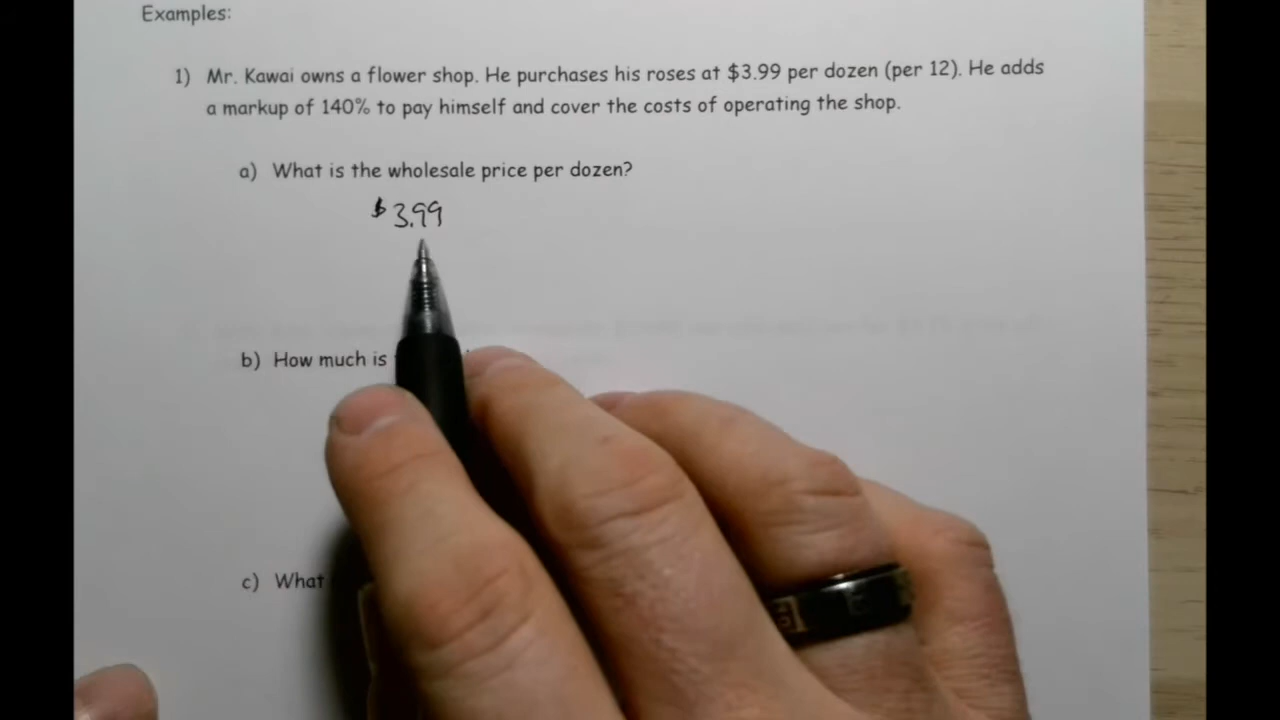 Examples:
1) Mr. Kawai owns a flower shop. He purchases his roses at $3.99 per dozen (per 12). He adds
a markup of 140% to pay himself and cover the costs of operating the shop.
a) What is the wholesale price per dozen?
$3.99
b) How much is
c) What